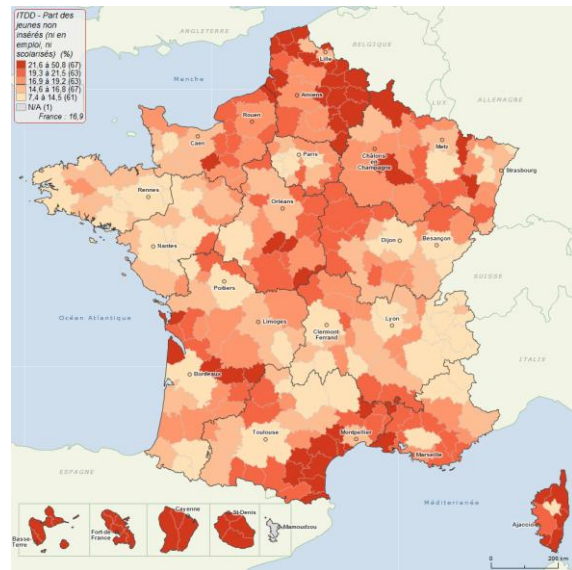 ITDD - Part des
jeunes non
insérés (ni en
emploi, ni
scolarisés) (%)
21,6 à 50,8 (67)
19,3 à 21,5 (63)
16,9 à 19,2 (63)
14,6 à 16,8 (67)
7,4 à 14,5 (61)
N/A (1)
France : 16,9
ANGLETERRE
BELGIQUE
Manche
LUX
ALLEMAGNE
Lille
Amiens
Rouen
Caen
Paris
Châlons
en
Champagne
Metz
Strasbourg
Rennes
Orléans
Nantes
Dijon
Besançon
SUISSE
Poitiers
Océan Atlantique
Limoges
Clermont-
Ferrand
Lyon
ITALIE
Bordeaux
Toulouse
Montpellier
Marseille
ESPAGNE
Méditerranée
Ajaccio
Basse-
Terre
Fort-de-
France
Cayenne
St-Denis
Mamoudzou
0
200 km